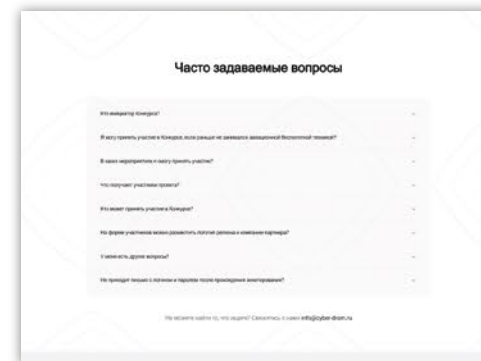 Часто задаваемые вопросы
Кто инициатор Конкурса?
Я могу принять участие в Конкурсе, если раньше не занимался авиационной беспилотной техникой?
В каких мероприятиях я смогу принять участие?
Что получают участники проекта?
Кто может принять участие в Конкурсе?
На форме участников можно разместить логотип региона и компании-партнера?
У меня есть другие вопросы?
Не приходит письмо с логином и паролем после прохождения анкетирования?
Не можете найти то, что ищете? Свяжитесь с нами info@cyber-drom.ru